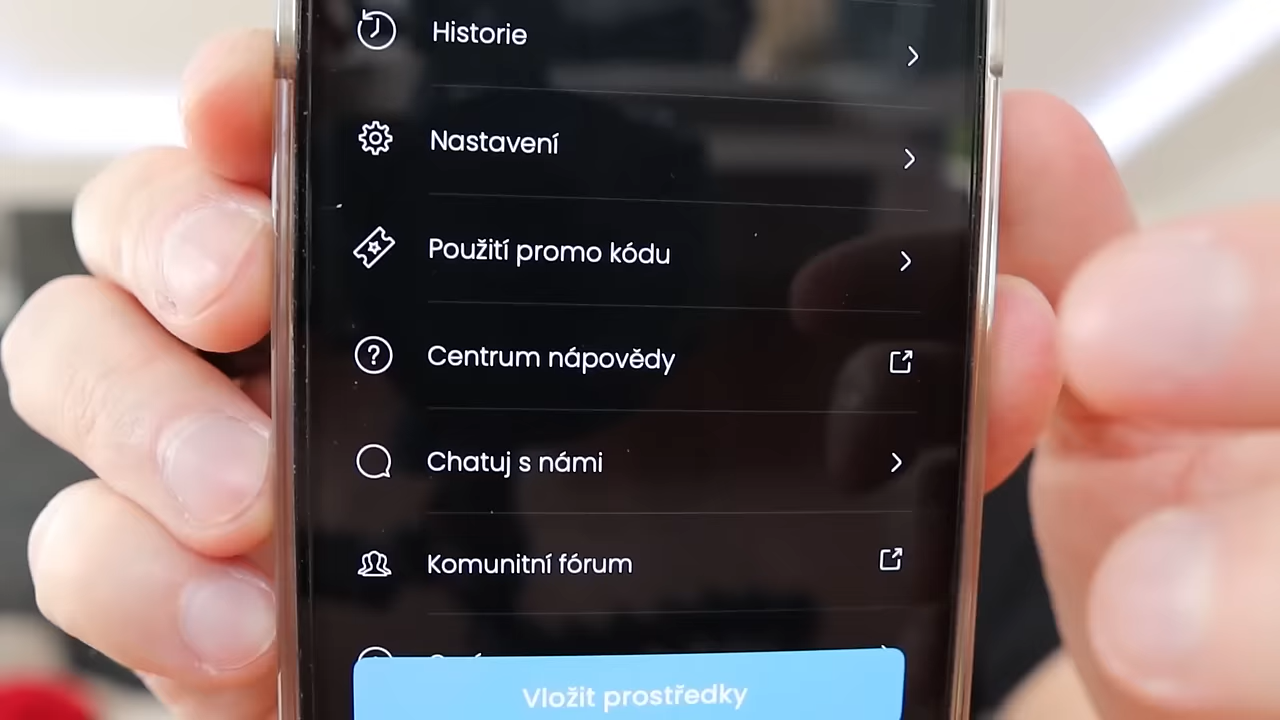 Historie
Nastavení
Použití promo kódu
Centrum nápovědy
Chatuj s námi
Komunitní fórum
Vložit prostředky